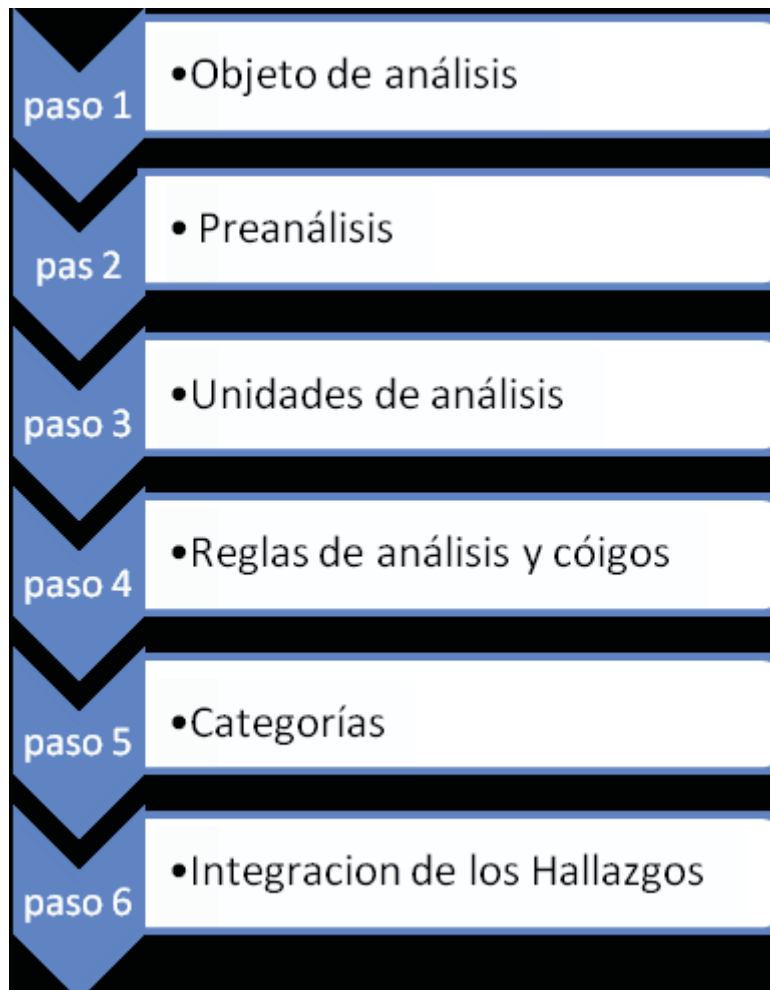 paso 1
•Objeto de análisis
pas 2
• Preanálisis
paso 3
•Unidades de análisis
paso 4
•Reglas de análisis y cóigos
paso 5
•Categorías
paso 6
•Integracion de los Hallazgos